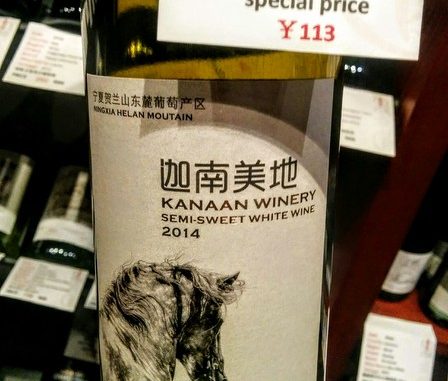 special price
￥113
宁夏贺兰山东麓葡萄产区
NINGXIA HELAN MOUTAIN
迦南美地
KANAAN WINERY
SEMI-SWEET WHITE WINE
2014